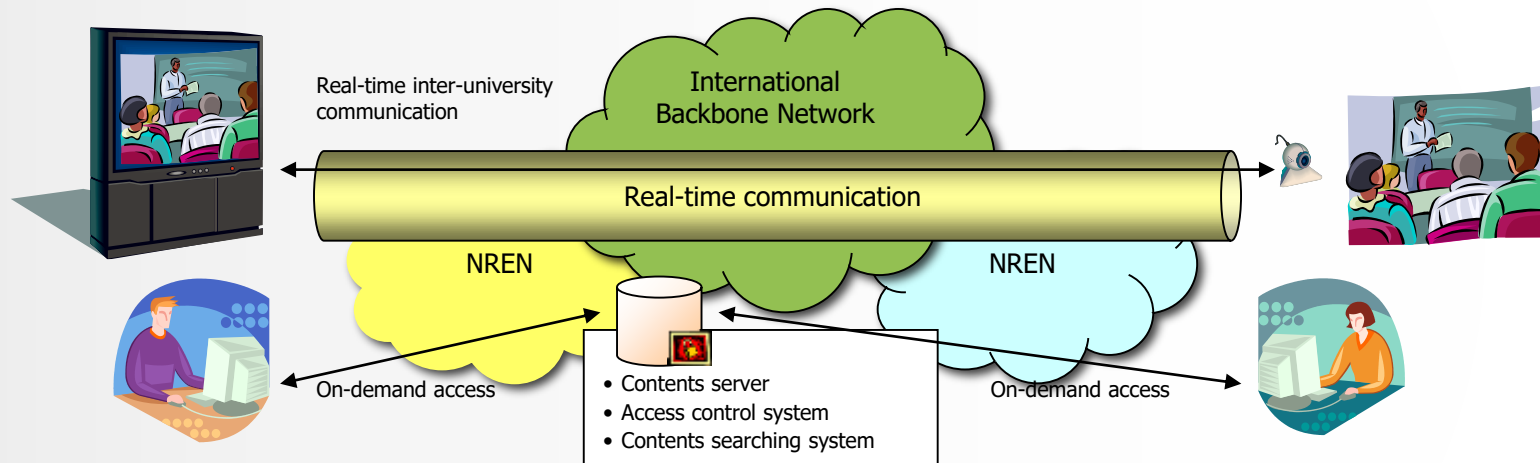 Real-time inter-university
communication
International
Backbone Network
Real-time communication
NREN
NREN
On-demand access
On-demand access
• Contents server
• Access control system
• Contents searching system